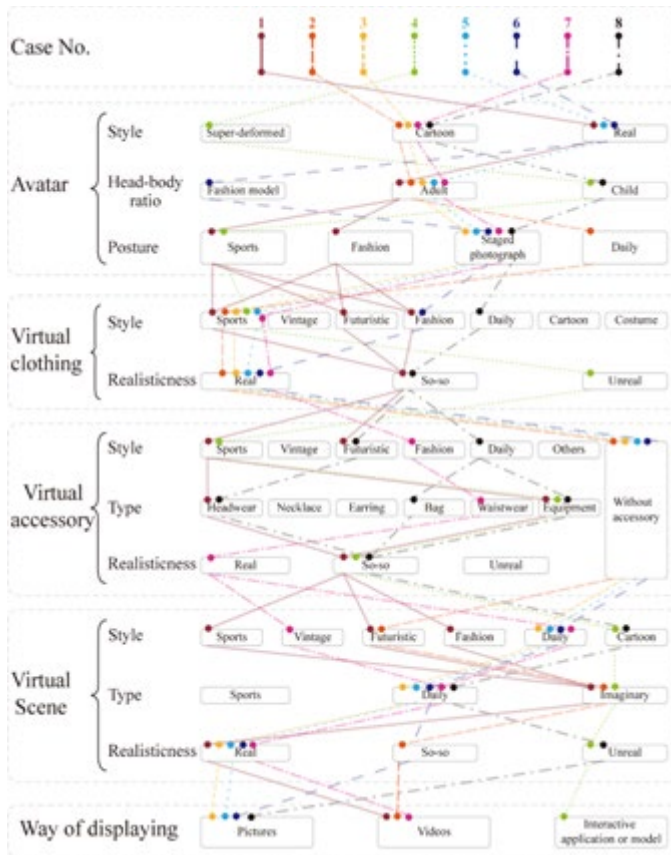 Case No.
1 2 3 4 5 6 7 8
Avatar
Style
Super-deformed Cartoon Real
Head-body
ratio
Fashion model Adult Child
Posture
Sports Fashion Staged
photograph Daily
Virtual
clothing
Style
Sports Vintage Futuristic Fashion Daily Cartoon Costume
Realisticness
Real So-so Unreal
Virtual
accessory
Style
Sports Vintage Futuristic Fashion Daily Others
Without
accessory
Type
Headwear Necklace Earring Bag Waistwear Equipment
Realisticness
Real So-so Unreal
Virtual
Scene
Style
Sports Vintage Futuristic Fashion Daily Cartoon
Type
Sports Daily Imaginary
Realisticness
Real So-so Unreal
Way of displaying
Pictures Videos Interactive
application or model